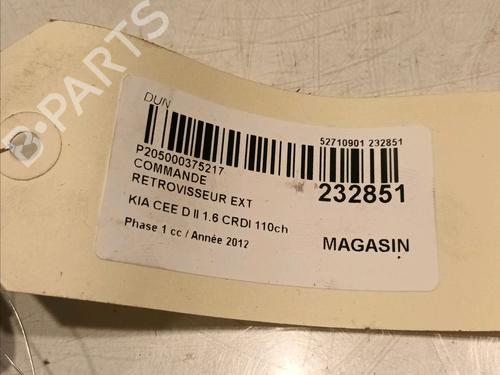 B-PARTS
DUN
52710901 232851
P205000375217
COMMANDE
RETROVISSEUR EXT
232851
KIA CEE D II 1.6 CRDI 110ch
Phase 1 cc / Année 2012
MAGASIN